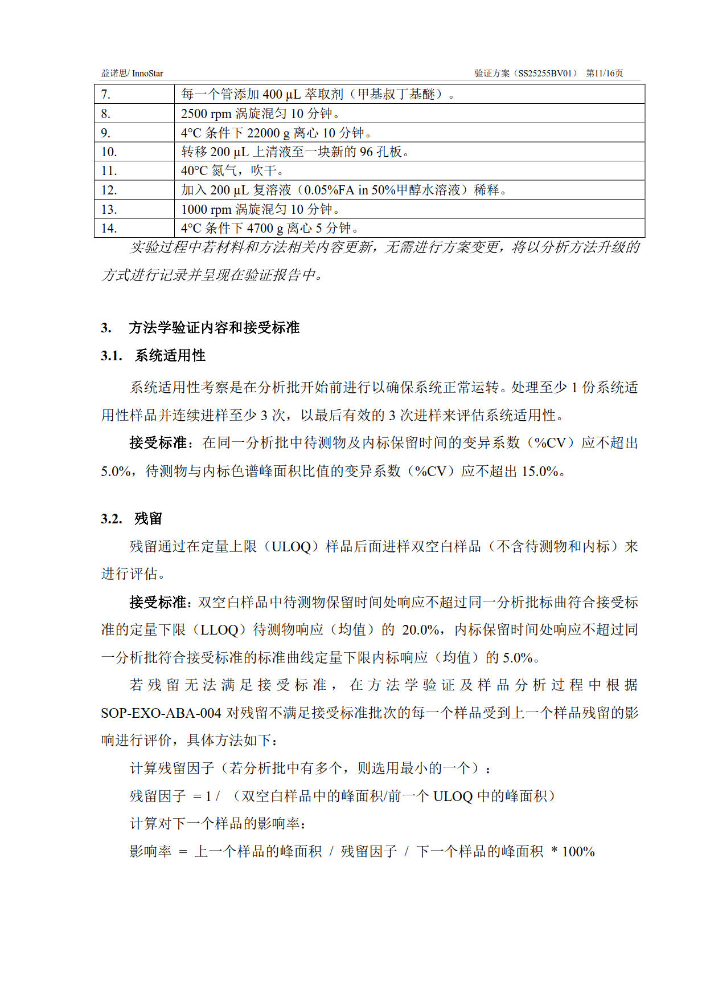 益诺思/ InnoStar 验证方案（SS25255BV01） 第11/16页
7. 每一个管添加 400 µL 萃取剂（甲基叔丁基醚）。
8. 2500 rpm 涡旋混匀 10 分钟。
9. 4°C 条件下 22000 g 离心 10 分钟。
10. 转移 200 µL 上清液至一块新的 96 孔板。
11. 40°C 氮气，吹干。
12. 加入 200 µL 复溶液（0.05%FA in 50%甲醇水溶液）稀释。
13. 1000 rpm 涡旋混匀 10 分钟。
14. 4°C 条件下 4700 g 离心 5 分钟。
实验过程中若材料和方法相关内容更新，无需进行方案变更，将以分析方法升级的
方式进行记录并呈现在验证报告中。
3. 方法学验证内容和接受标准
3.1. 系统适用性
系统适用性考察是在分析批开始前进行以确保系统正常运转。处理至少 1 份系统适
用性样品并连续进样至少 3 次，以最后有效的 3 次进样来评估系统适用性。
接受标准：在同一分析批中待测物及内标保留时间的变异系数（%CV）应不超出
5.0%，待测物与内标色谱峰面积比值的变异系数（%CV）应不超出 15.0%。
3.2. 残留
残留通过在定量上限（ULOQ）样品后面进样双空白样品（不含待测物和内标）来
进行评估。
接受标准：双空白样品中待测物保留时间处响应不超过同一分析批标曲符合接受标
准的定量下限（LLOQ）待测物响应（均值）的 20.0%，内标保留时间处响应不超过同
一分析批符合接受标准的标准曲线定量下限内标响应（均值）的 5.0%。
若残留无法满足接受标准，在方法学验证及样品分析过程中根据
SOP-EXO-ABA-004 对残留不满足接受标准批次的每一个样品受到上一个样品残留的影
响进行评价，具体方法如下：
计算残留因子（若分析批中有多个，则选用最小的一个）：
残留因子 = 1 / （双空白样品中的峰面积/前一个 ULOQ 中的峰面积）
计算对下一个样品的影响率：
影响率 = 上一个样品的峰面积 / 残留因子 / 下一个样品的峰面积 * 100%